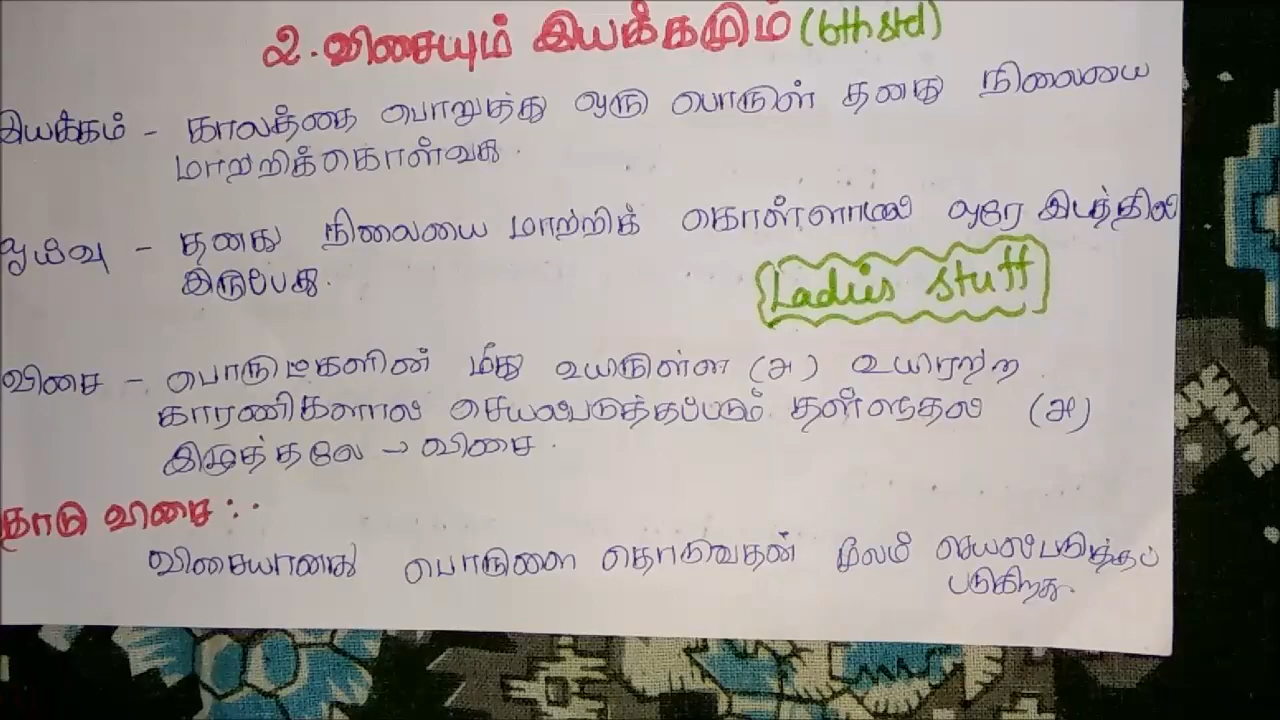 2. விசையும் இயக்கமும் (6th std)
இயக்கம் - காலத்தை பொறுத்து ஒரு பொருள் தனது நிலையை
மாற்றிக்கொள்வது.
ஓய்வு - தனது நிலையை மாற்றிக் கொள்ளாமல் ஒரே இடத்தில்
இருப்பது.
Ladies stuff
விசை - பொருட்களின் மீது உயிருள்ள (அ) உயிரற்ற
காரணிகளால் செயல்படுத்தப்படும் தள்ளுதல் (அ)
இழுத்தலே → விசை.
தொடு விசை :-
விசையானது பொருளை தொடுவதன் மூலம் செயல்படுத்தப்
படுகிறது.